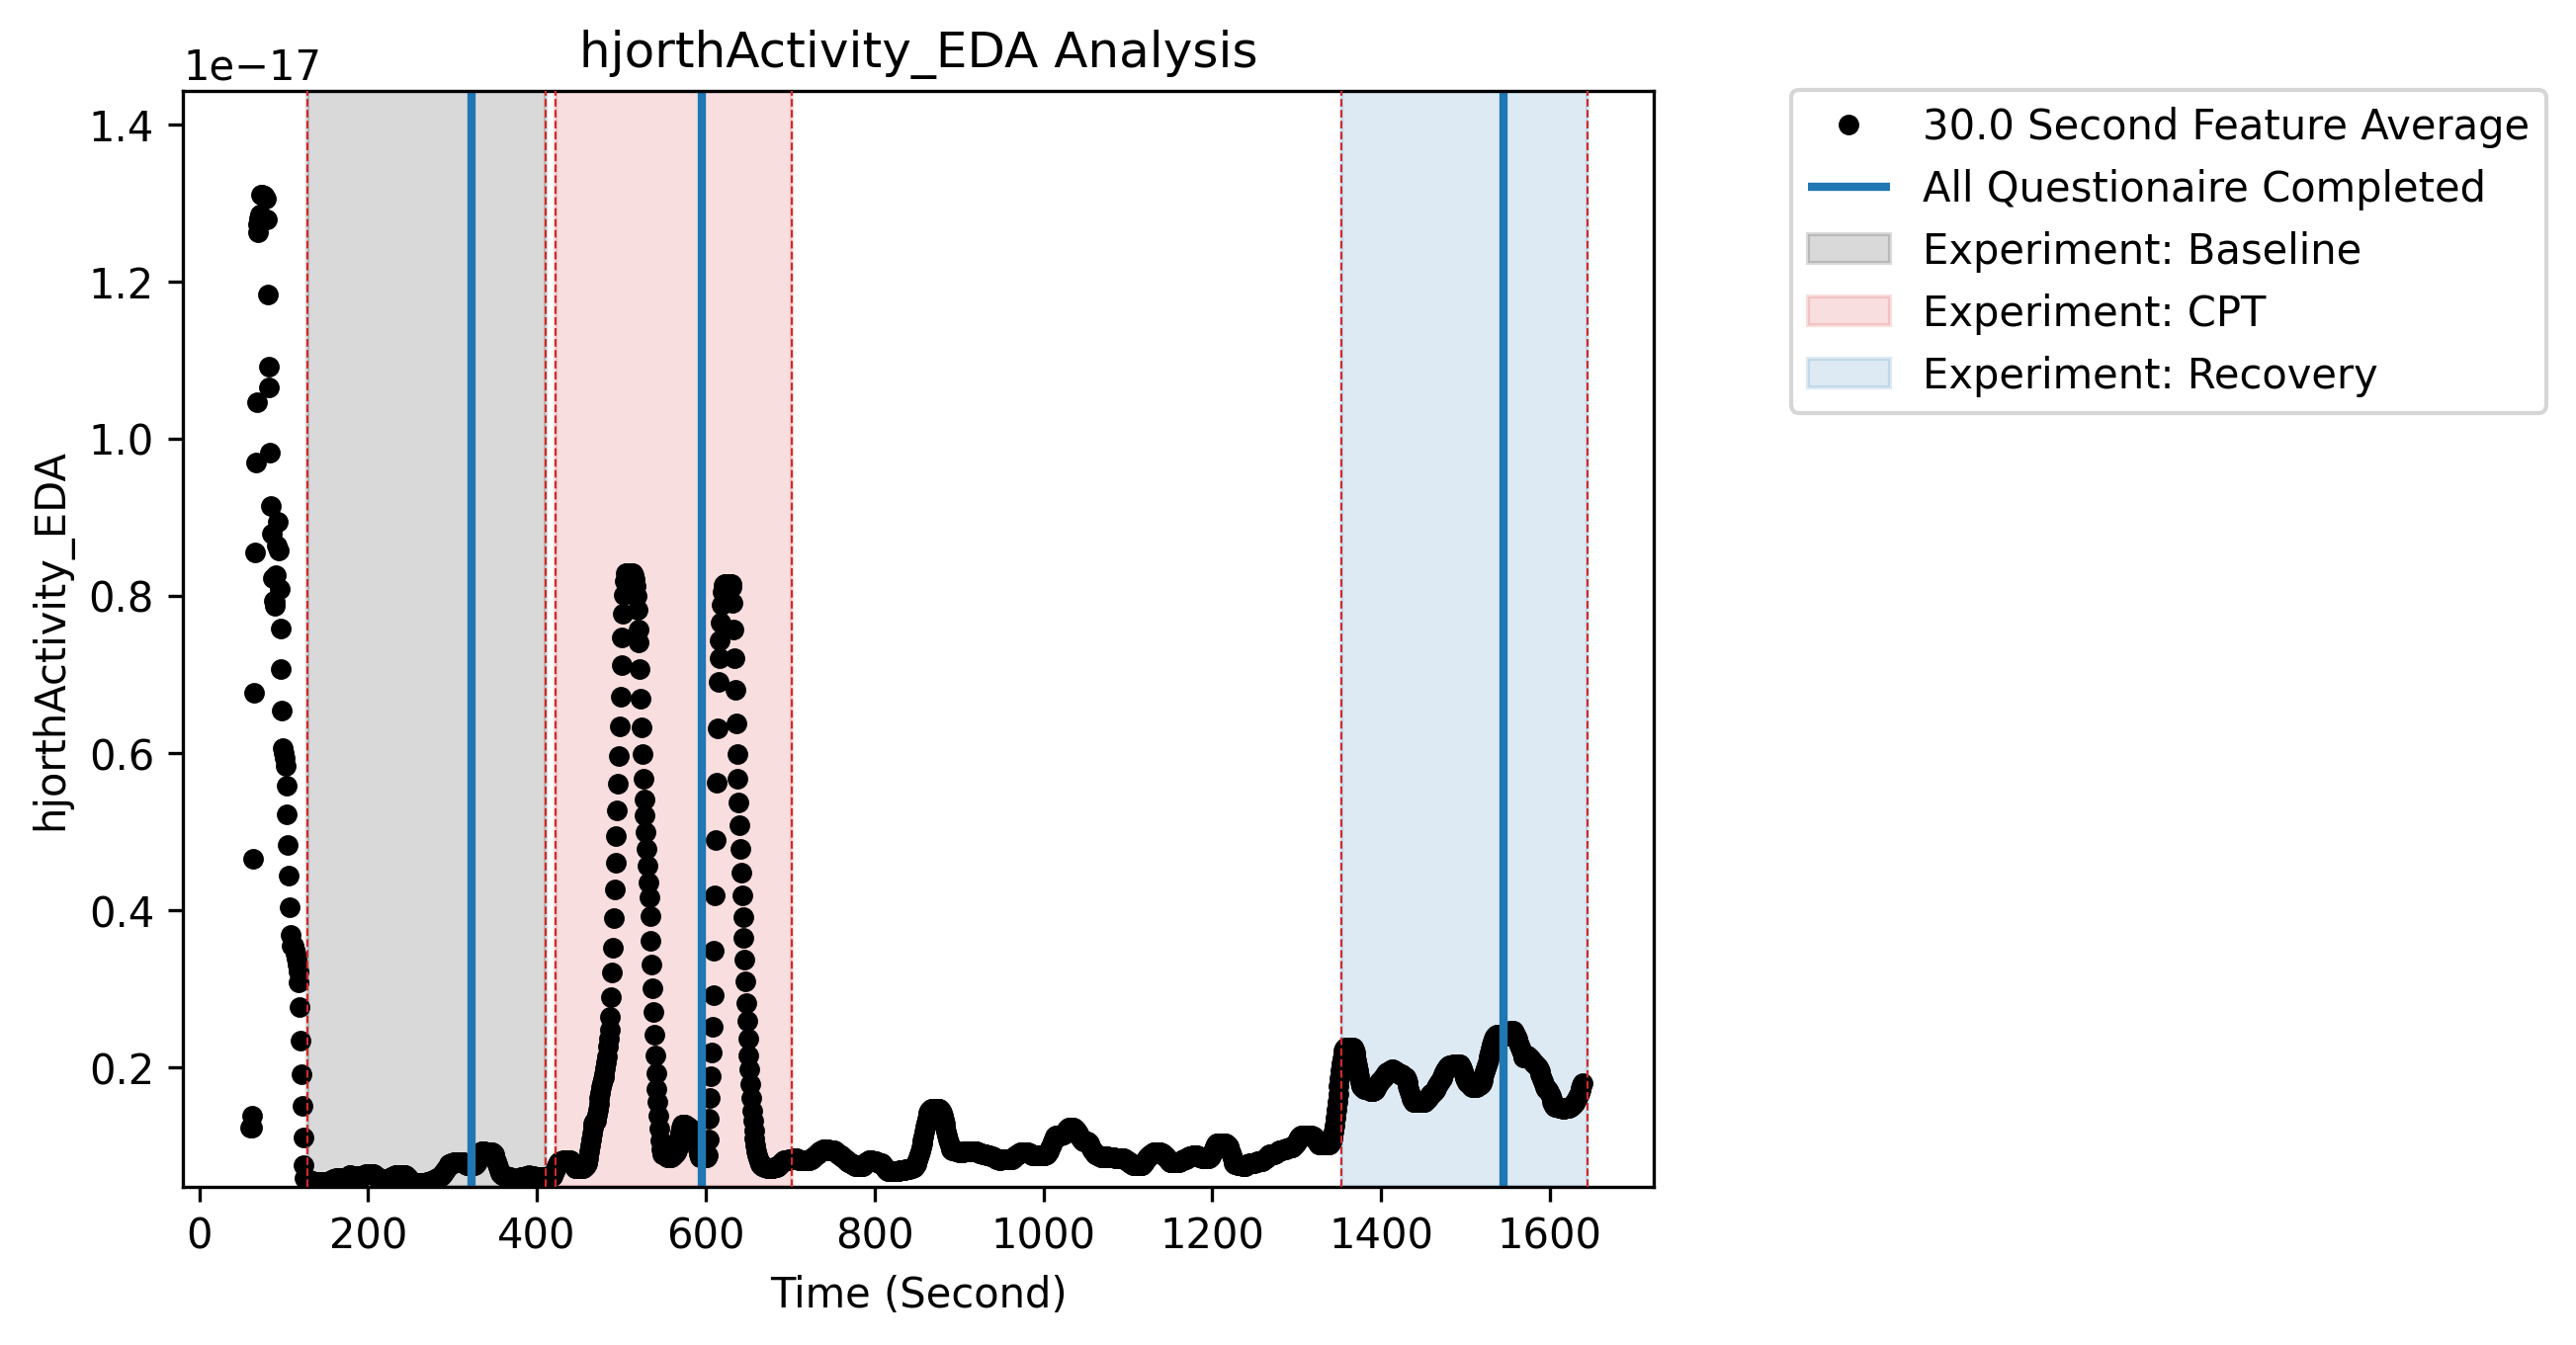 hjorthActivity_EDA Analysis
1e−17
1.4
1.2
1.0
0.8
0.6
0.4
0.2
hjorthActivity_EDA
0 200 400 600 800 1000 1200 1400 1600
Time (Second)
30.0 Second Feature Average
All Questionaire Completed
Experiment: Baseline
Experiment: CPT
Experiment: Recovery